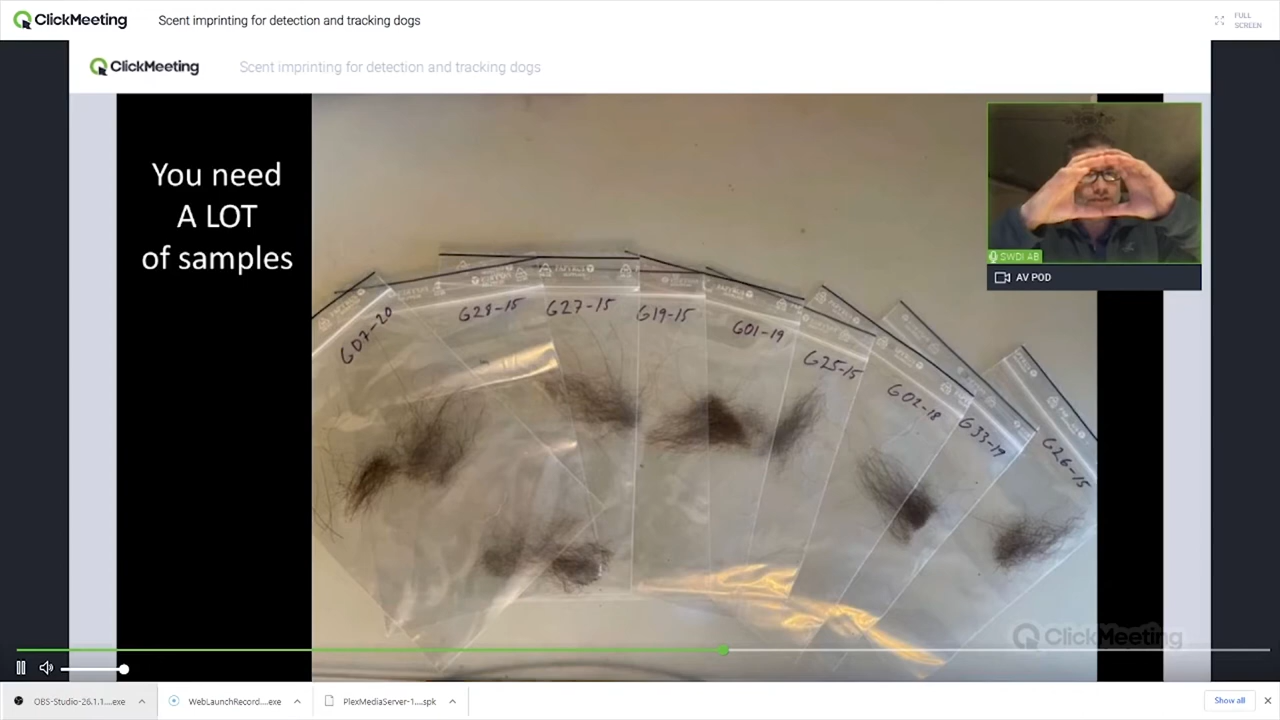 ClickMeeting
Scent imprinting for detection and tracking dogs
FULL
SCREEN
ClickMeeting
Scent imprinting for detection and tracking dogs
You need
A LOT
of samples
G07-20
G28-15
G27-15
G19-15
G01-19
G25-15
G02-18
G33-19
G26-15
SWDI AB
AV POD
ClickMeeting
OBS-Studio-26.1.1....exe
WebLaunchRecord....exe
PlexMediaServer-1....spk
Show all